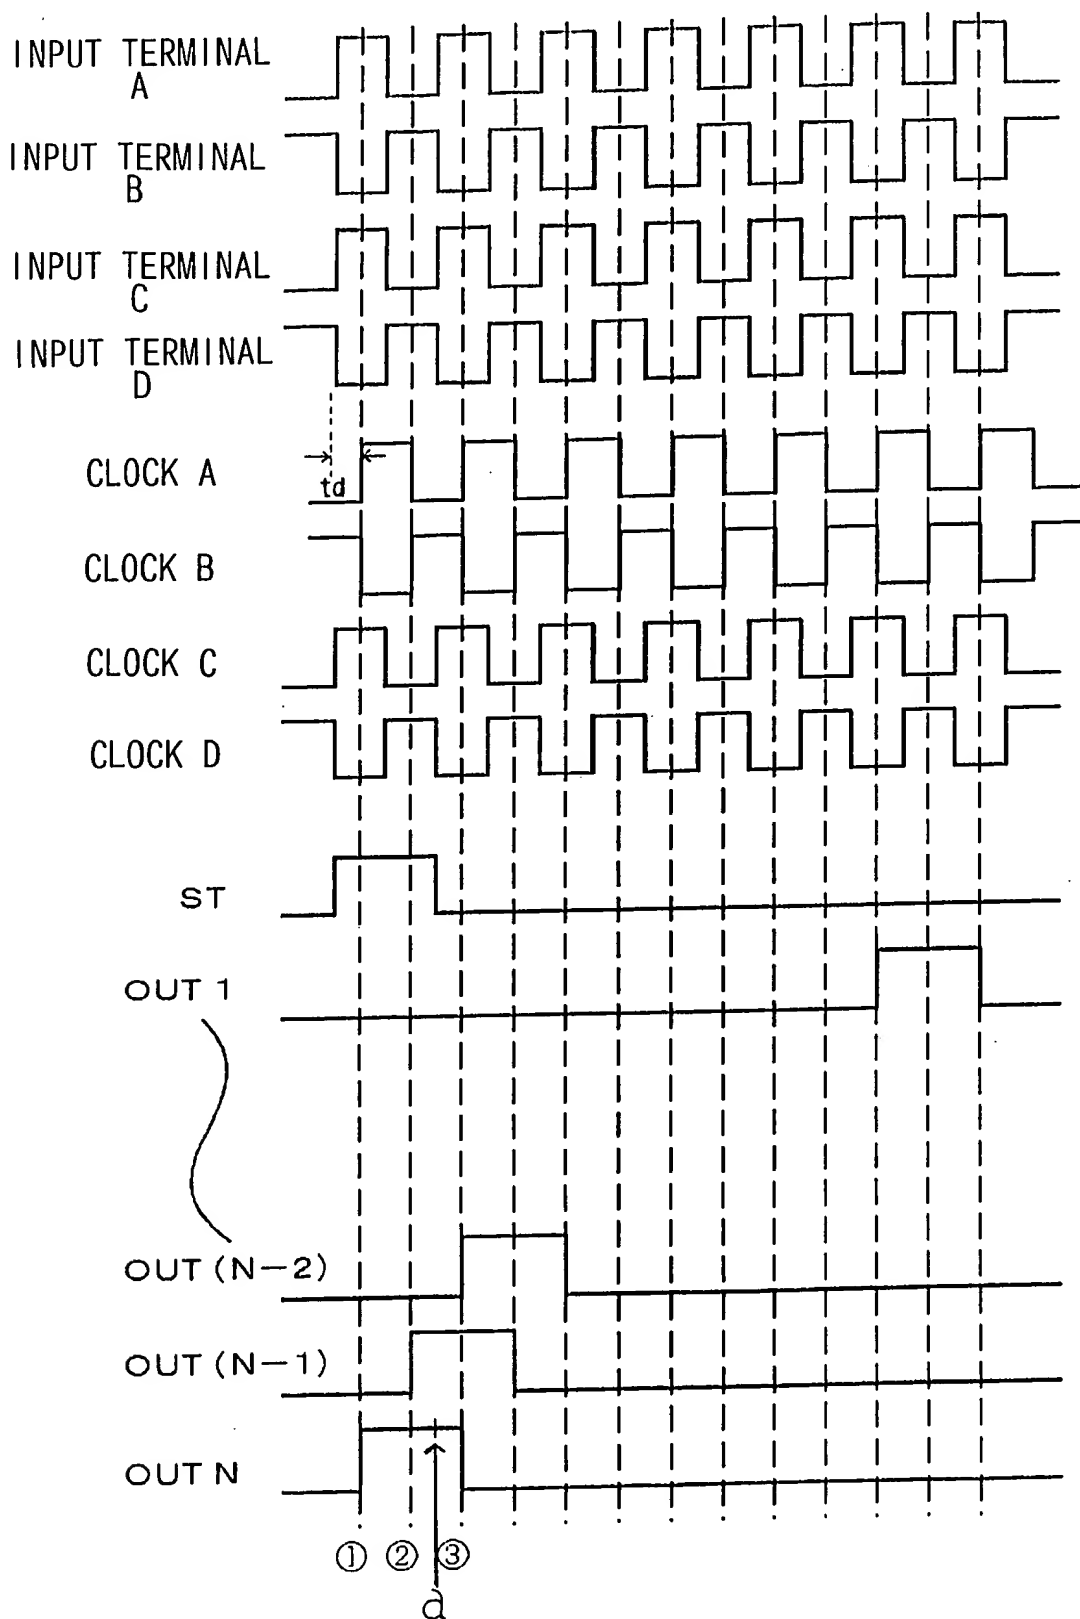 INPUT TERMINAL
A
INPUT TERMINAL
B
INPUT TERMINAL
C
INPUT TERMINAL
D
td
CLOCK A
CLOCK B
CLOCK C
CLOCK D
ST
OUT 1
OUT (N-2)
OUT (N-1)
OUT N
① ② ③
a